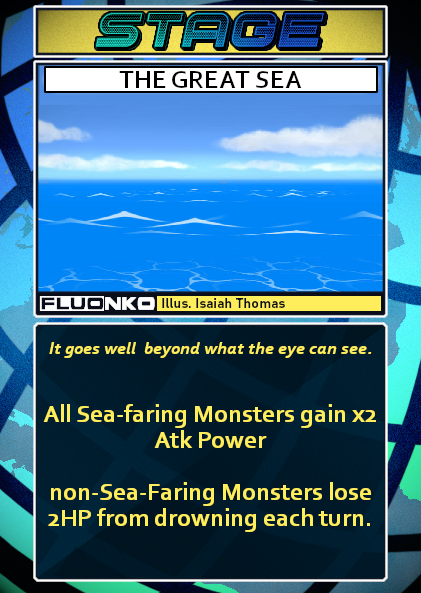 STAGE
THE GREAT SEA
FLUONKO Illus. Isaiah Thomas
It goes well beyond what the eye can see.
All Sea-faring Monsters gain x2
Atk Power
non-Sea-Faring Monsters lose
2HP from drowning each turn.